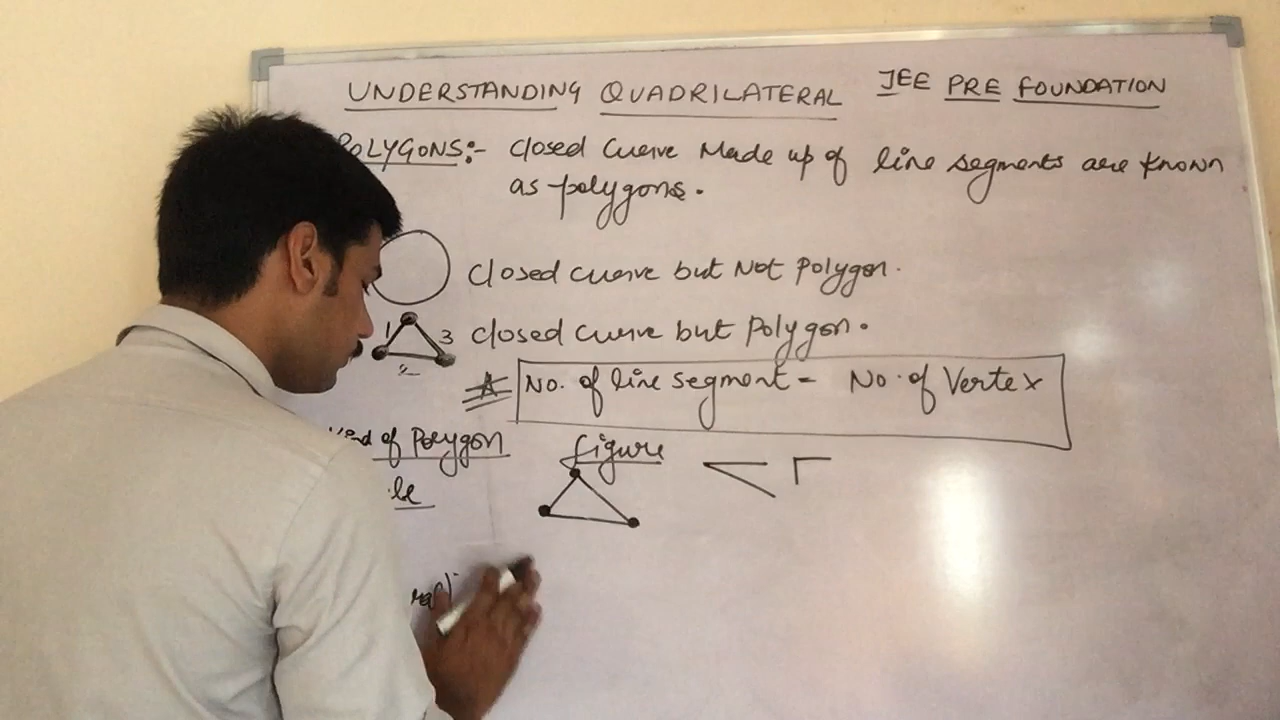 UNDERSTANDING QUADRILATERAL JEE PRE FOUNDATION
POLYGONS:- Closed Curve Made up of line segments are known
as polygons.
Closed curve but Not Polygon.
1 3 Closed curve but Polygon.
2
No. of line segment = No. of Vertex
of Polygon figure